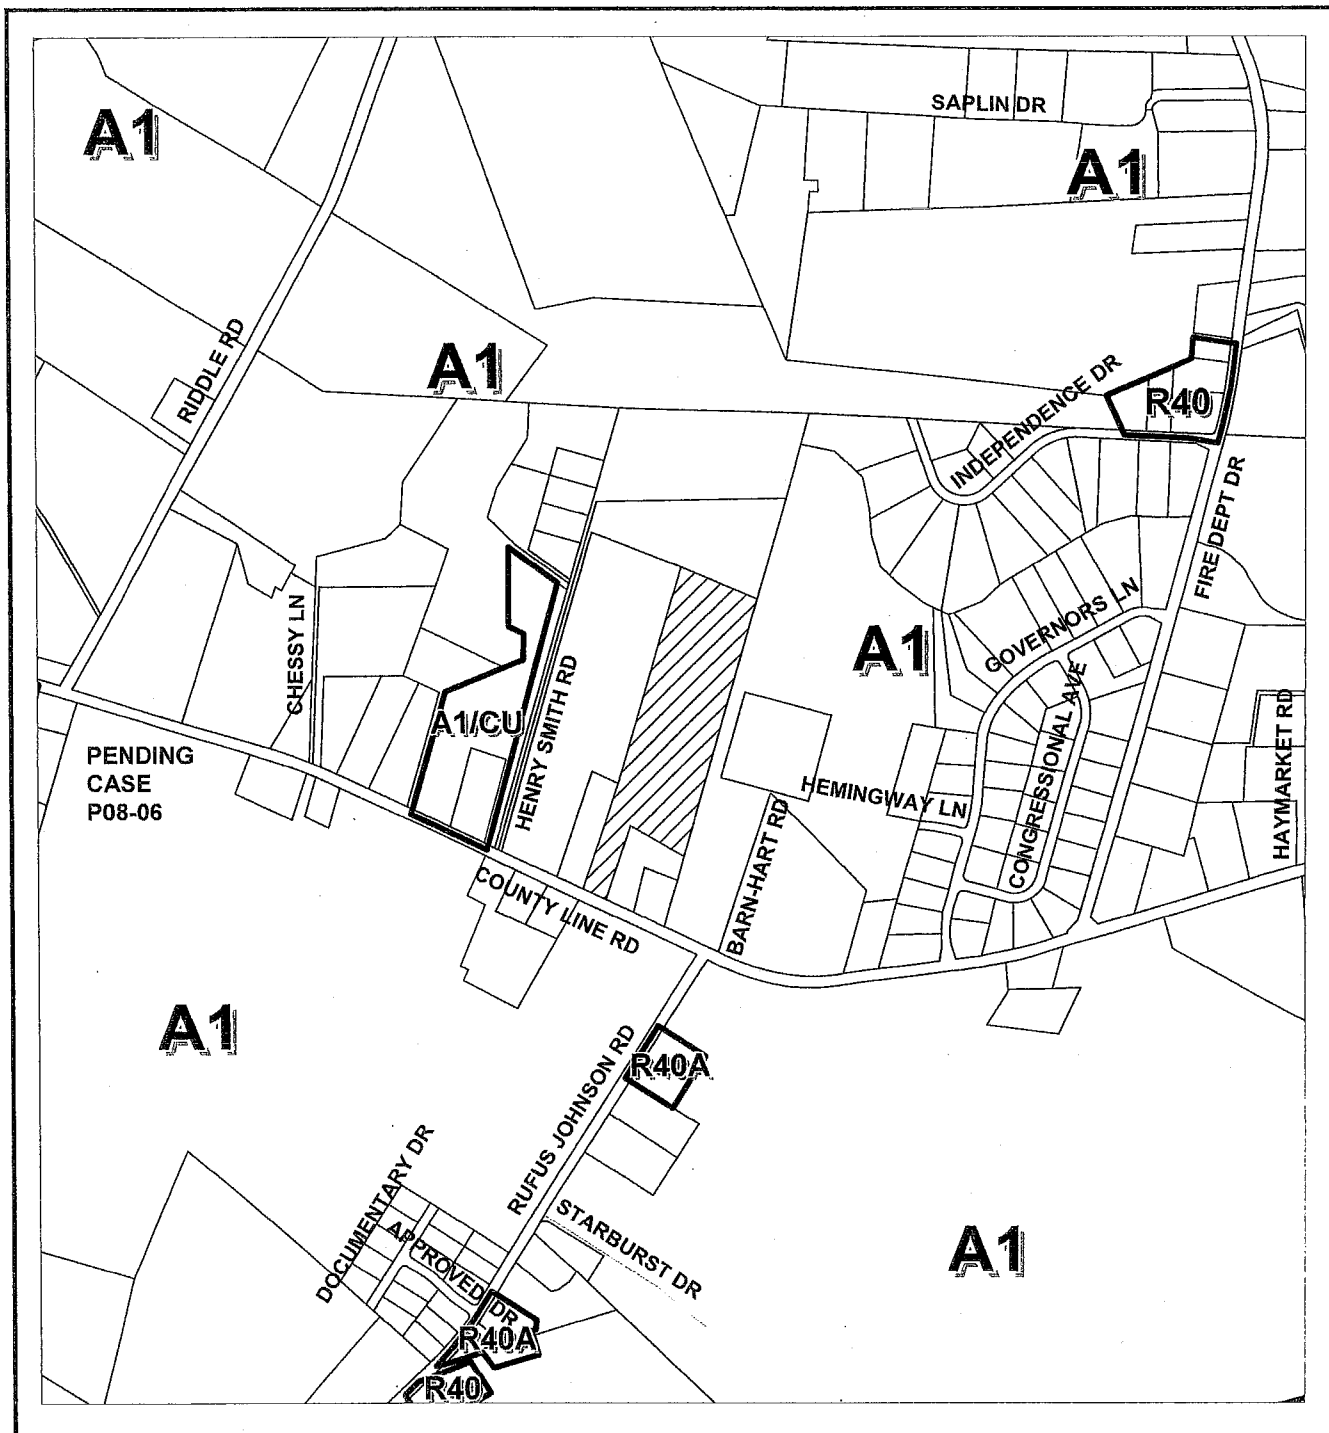 SAPLIN DR
A1
A1
RIDDLE RD
A1
INDEPENDENCE DR
R40
FIRE DEPT DR
CHESSY LN
GOVERNORS LN
A1
HENRY SMITH RD
A1/CU
CONGRESSIONAL AVE
HAYMARKET RD
PENDING
CASE
P08-06
HEMINGWAY LN
BARN-HART RD
COUNTY LINE RD
A1
RUFUS JOHNSON RD
R40A
DOCUMENTARY DR
APPROVED DR
STARBURST DR
A1
R40A
R40